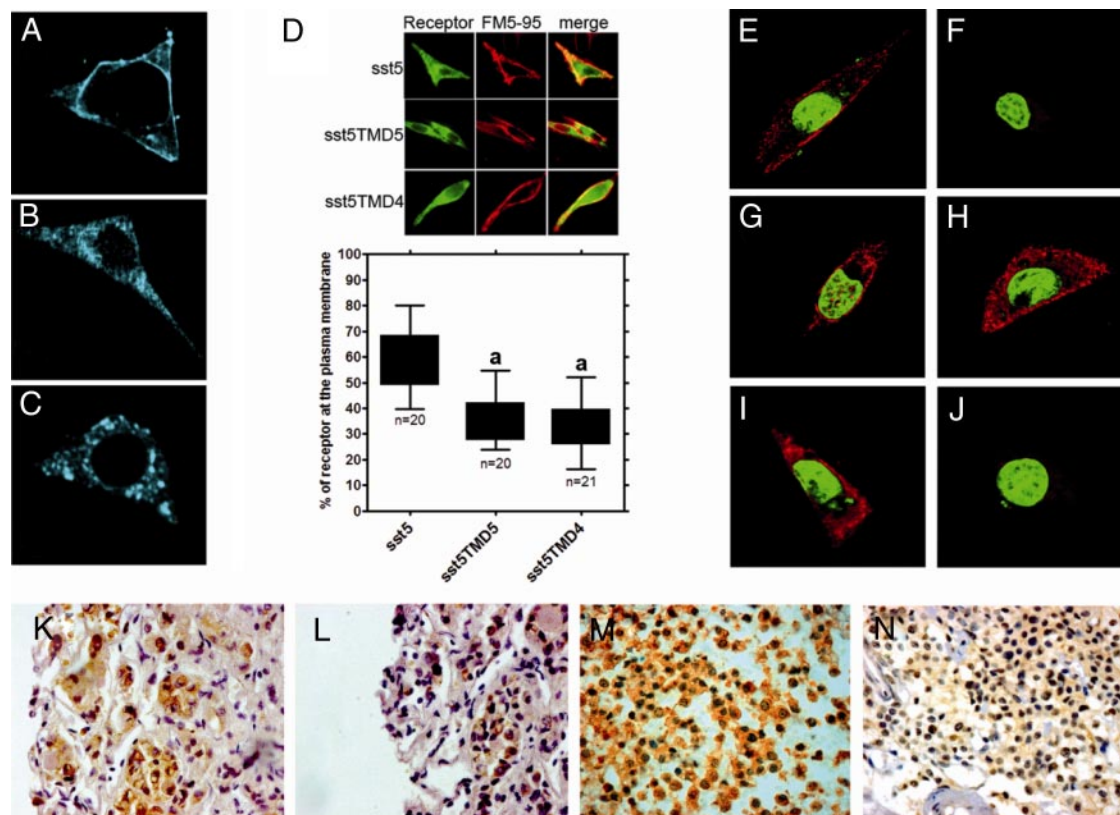 A
B
C
D
Receptor FM5-95 merge
sst5
sst5TMD5
sst5TMD4
% of receptor at the plasma membrane
100
90
80
70
60
50
40
30
20
10
0
n=20
a
n=20
a
n=21
sst5
sst5TMD5
sst5TMD4
E
F
G
H
I
J
K
L
M
N